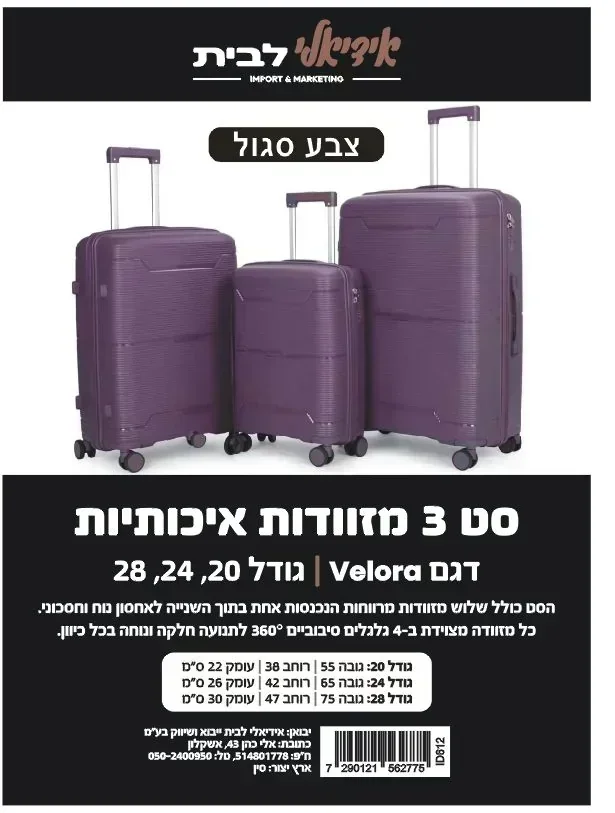 אידיאלי לבית
IMPORT & MARKETING
צבע סגול
סט 3 מזוודות איכותיות
דגם Velora | גודל 20, 24, 28
הסט כולל שלוש מזוודות מרווחות הנכנסות אחת בתוך השנייה לאחסון נוח וחסכוני.
כל מזוודה מצוידת ב-4 גלגלים סיבוביים 360° לתנועה חלקה ונוחה בכל כיוון.
גודל 20: גובה 55 | רוחב 38 | עומק 22 ס"מ
גודל 24: גובה 65 | רוחב 42 | עומק 26 ס"מ
גודל 28: גובה 75 | רוחב 47 | עומק 30 ס"מ
יבואן: אידיאלי לבית ייבוא ושיווק בע"מ
כתובת: אלי כהן 43, אשקלון
ח"פ: 514801778, טל: 050-2400950
ארץ יצור: סין
7 290121 562775
ID612